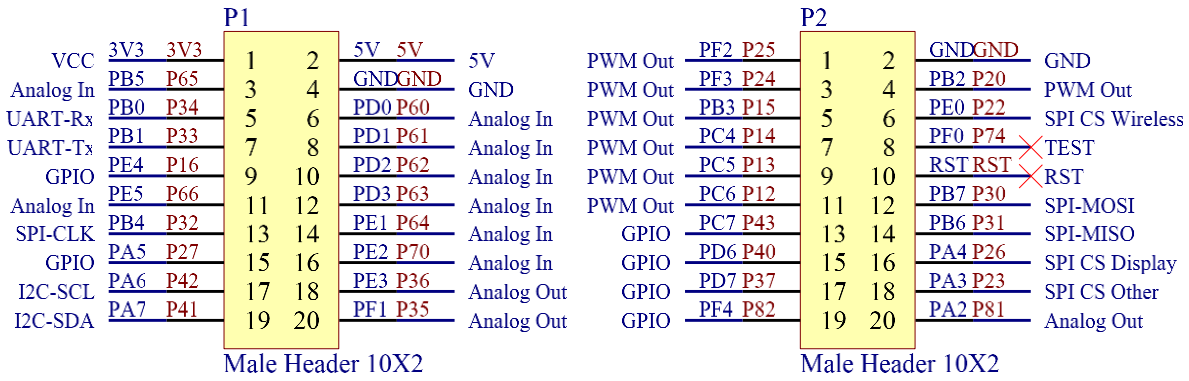 P1 P2
VCC 3V3 3V3 1 2 5V 5V 5V PWM Out PF2 P25 1 2 GND GND GND
Analog In PB5 P65 3 4 GND GND GND PWM Out PF3 P24 3 4 PB2 P20 PWM Out
UART-Rx PB0 P34 5 6 PD0 P60 Analog In PWM Out PB3 P15 5 6 PE0 P22 SPI CS Wireless
UART-Tx PB1 P33 7 8 PD1 P61 Analog In PWM Out PC4 P14 7 8 PF0 P74 TEST
GPIO PE4 P16 9 10 PD2 P62 Analog In PWM Out PC5 P13 9 10 RST RST RST
Analog In PE5 P66 11 12 PD3 P63 Analog In PWM Out PC6 P12 11 12 PB7 P30 SPI-MOSI
SPI-CLK PB4 P32 13 14 PE1 P64 Analog In GPIO PC7 P43 13 14 PB6 P31 SPI-MISO
GPIO PA5 P27 15 16 PE2 P70 Analog In GPIO PD6 P40 15 16 PA4 P26 SPI CS Display
I2C-SCL PA6 P42 17 18 PE3 P36 Analog Out GPIO PD7 P37 17 18 PA3 P23 SPI CS Other
I2C-SDA PA7 P41 19 20 PF1 P35 Analog Out GPIO PF4 P82 19 20 PA2 P81 Analog Out
Male Header 10X2 Male Header 10X2